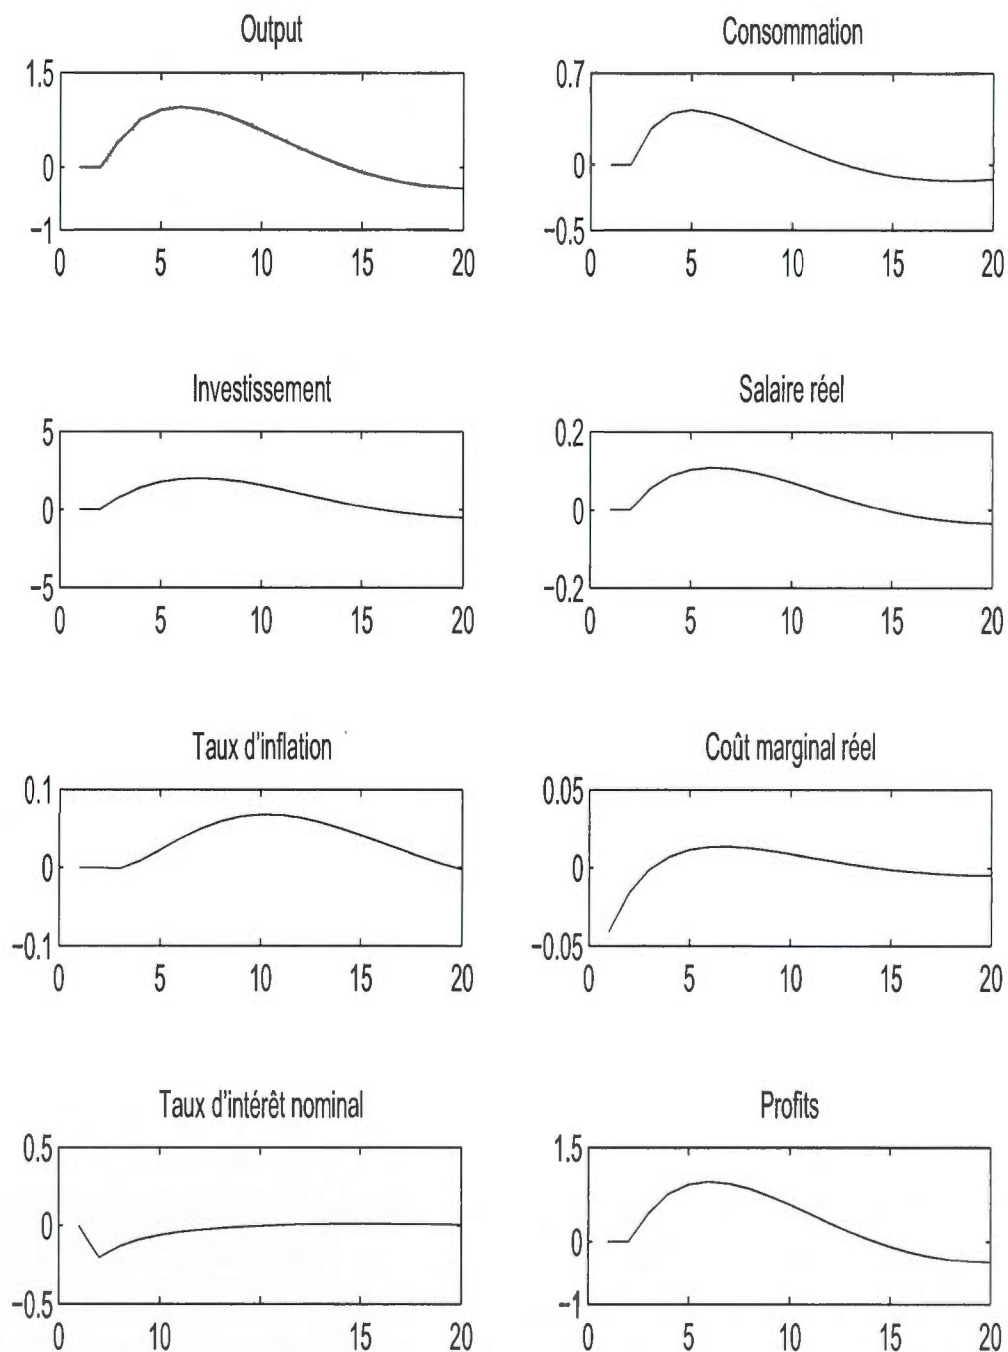 Output
1.5
0
−1
0 5 10 15 20
Consommation
0.7
0
−0.5
0 5 10 15 20
Investissement
5
0
−5
0 5 10 15 20
Salaire réel
0.2
0
−0.2
0 5 10 15 20
Taux d'inflation
0.1
0
−0.1
0 5 10 15 20
Coût marginal réel
0.05
0
−0.05
0 5 10 15 20
Taux d'intérêt nominal
0.5
0
−0.5
0 10 15 20
Profits
1.5
0
−1
0 5 10 15 20